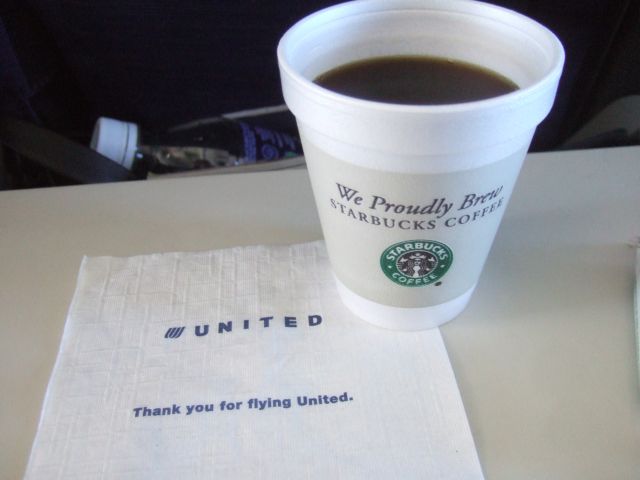 We Proudly Brew
STARBUCKS COFFEE
STARBUCKS
COFFEE
UNITED
Thank you for flying United.